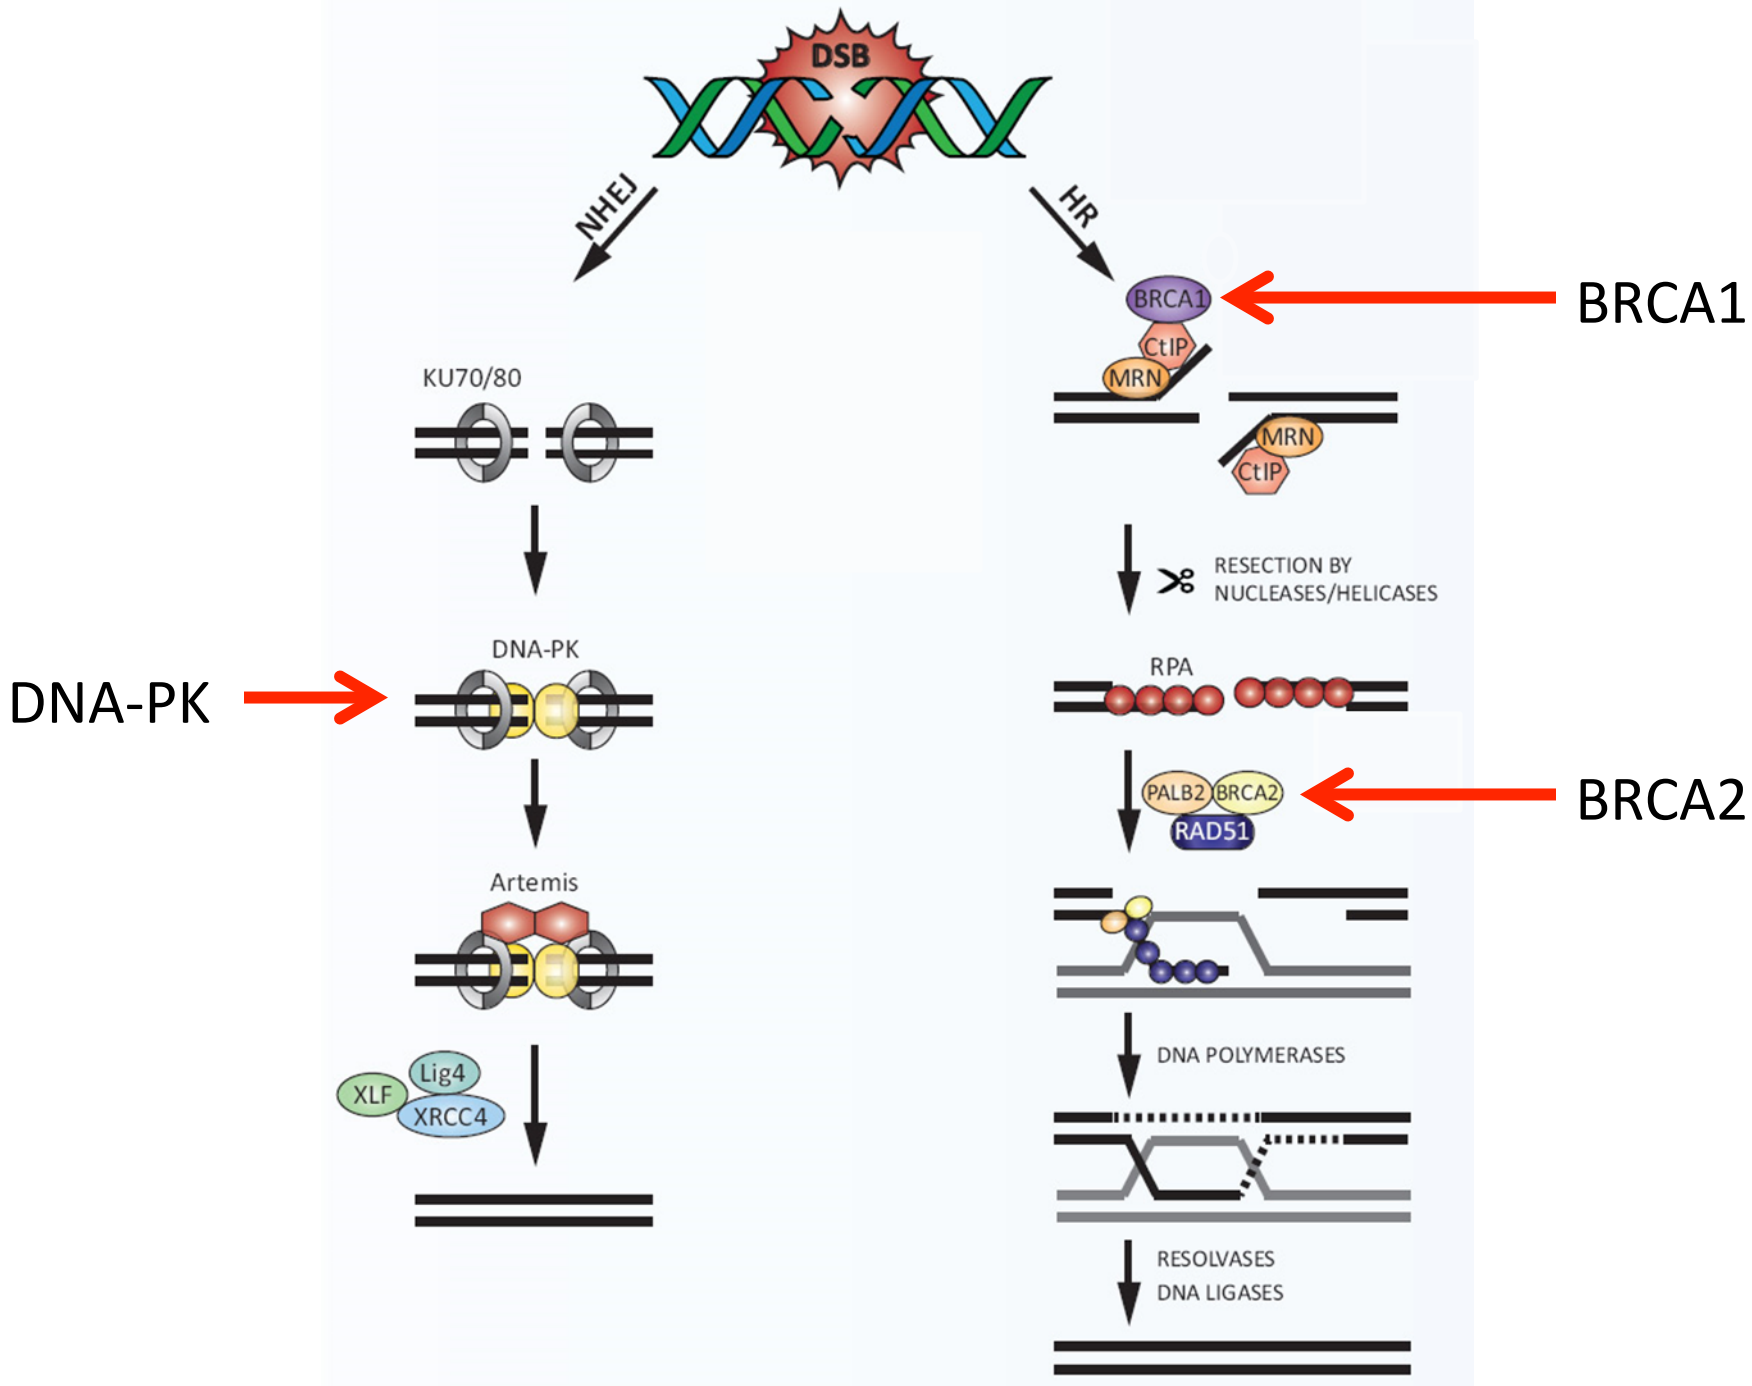 DSB
NHEJ
HR
BRCA1
BRCA1
CtIP
MRN
KU70/80
MRN
CtIP
RESECTION BY
NUCLEASES/HELICASES
DNA-PK
DNA-PK
RPA
PALB2 BRCA2
BRCA2
RAD51
Artemis
DNA POLYMERASES
Lig4
XLF
XRCC4
RESOLVASES
DNA LIGASES